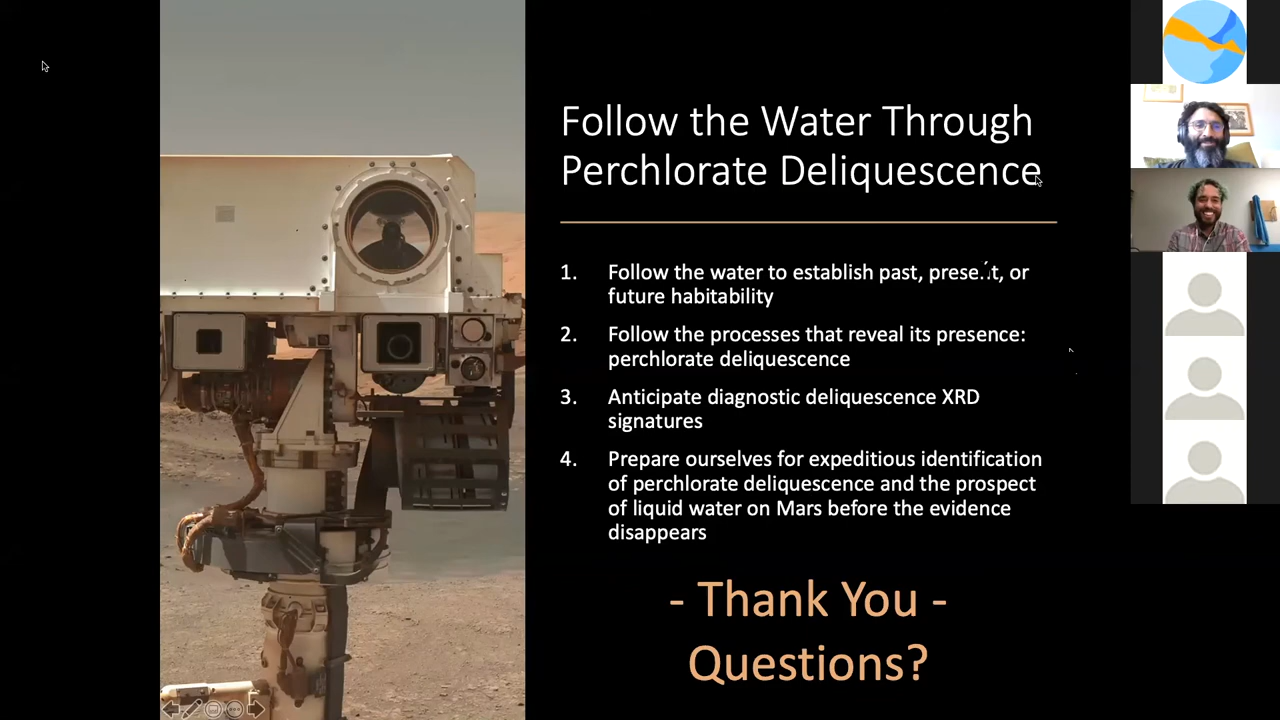 Follow the Water Through
Perchlorate Deliquescence
1. Follow the water to establish past, present, or
future habitability
2. Follow the processes that reveal its presence:
perchlorate deliquescence
3. Anticipate diagnostic deliquescence XRD
signatures
4. Prepare ourselves for expeditious identification
of perchlorate deliquescence and the prospect
of liquid water on Mars before the evidence
disappears
- Thank You -
Questions?